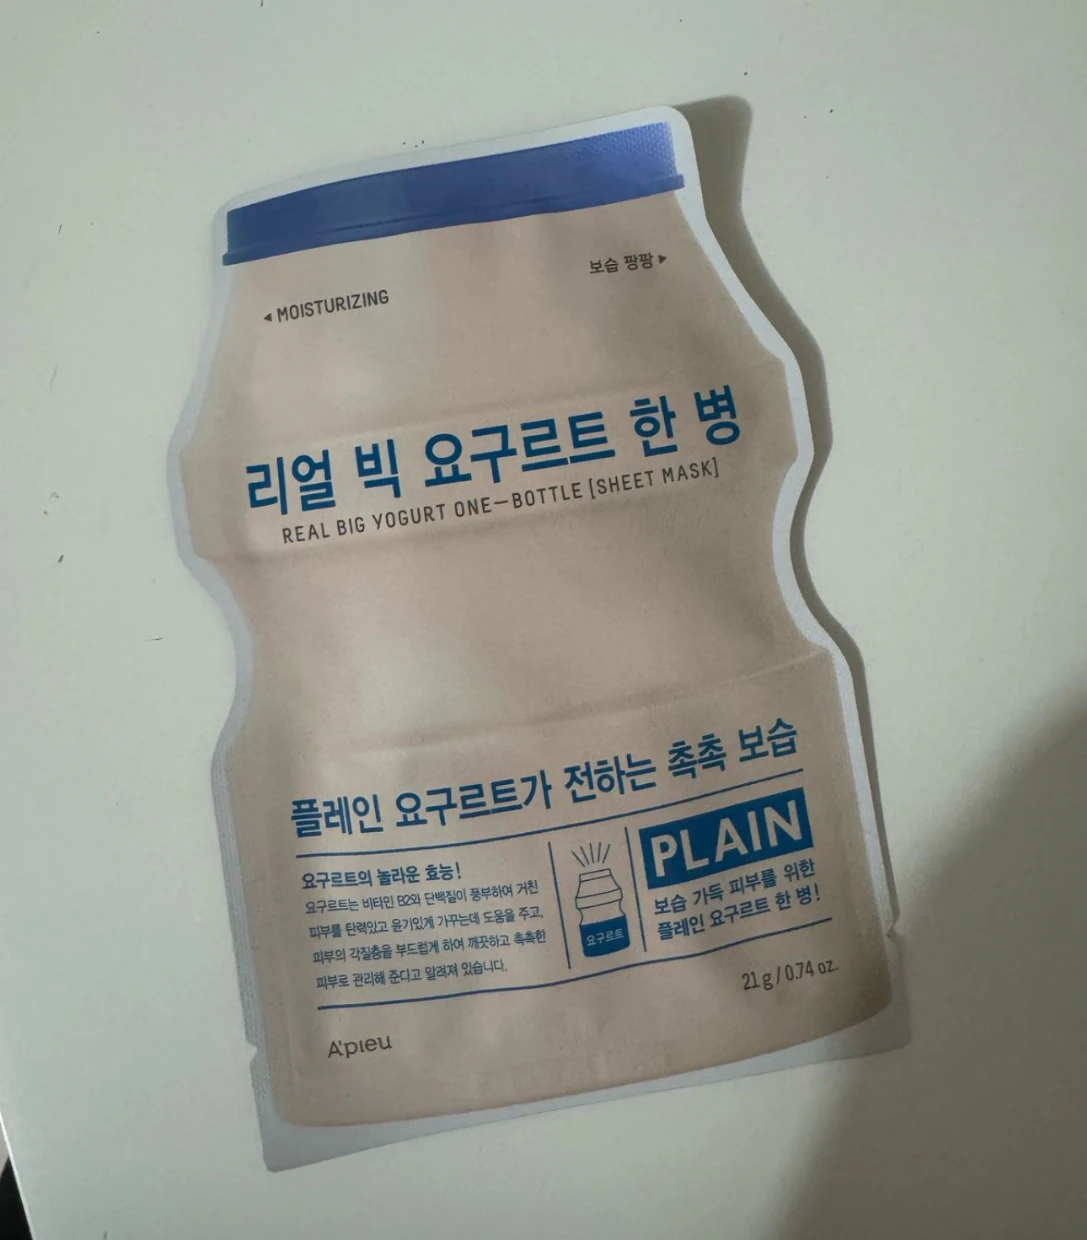 ◂ MOISTURIZING
보습 팡팡 ▸
리얼 빅 요구르트 한 병
REAL BIG YOGURT ONE–BOTTLE [SHEET MASK]
플레인 요구르트가 전하는 촉촉 보습
요구르트의 놀라운 효능!
요구르트는 비타민 B2와 단백질이 풍부하여 거친
피부를 탄력있고 윤기있게 가꾸는데 도움을 주고,
피부의 각질층을 부드럽게 하여 깨끗하고 촉촉한
피부로 관리해 준다고 알려져 있습니다.
요구르트
PLAIN
보습 가득 피부를 위한
플레인 요구르트 한 병!
21g/0.74 oz.
A'pieu